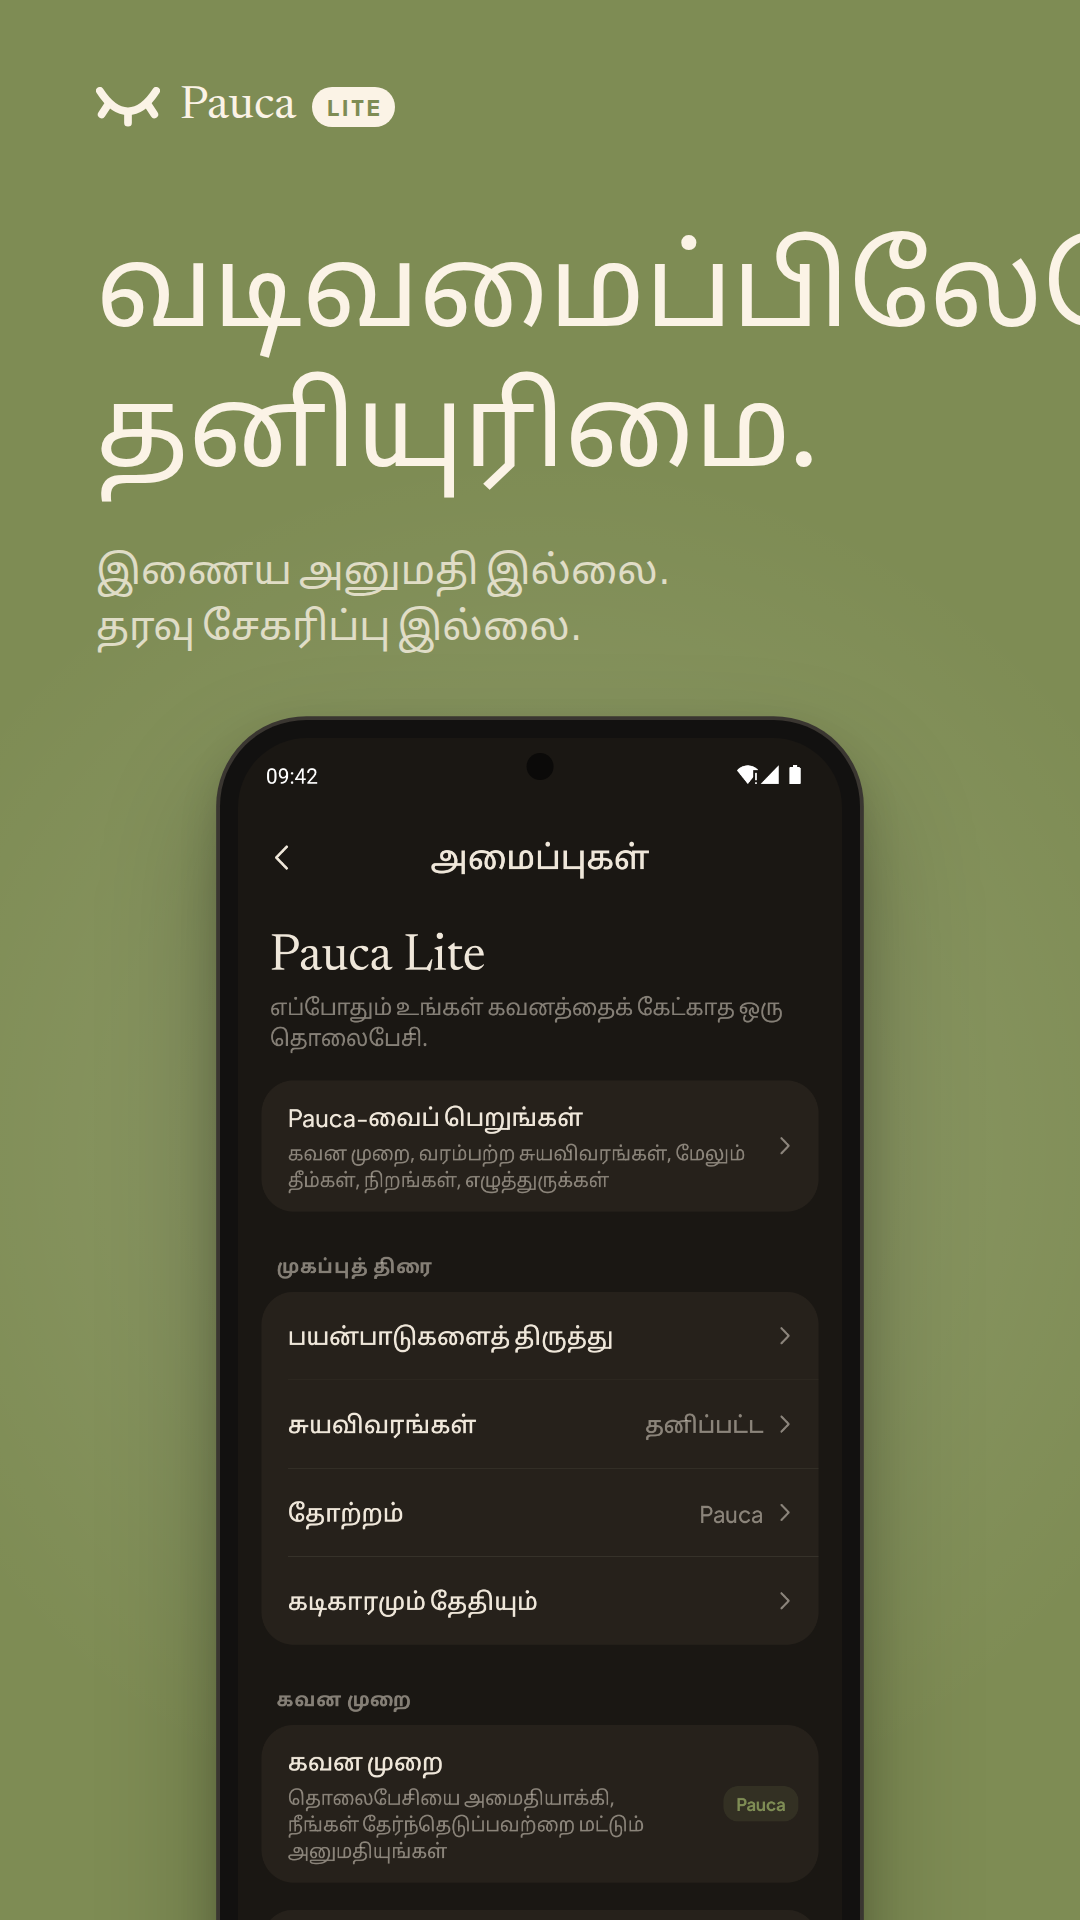 Pauca LITE
தனியுரிமை.
இணைய அனுமதி இல்லை.
தரவு சேகரிப்பு இல்லை.
09:42
அமைப்புகள்
Pauca Lite
எப்போதும் உங்கள் கவனத்தைக் கேட்காத ஒரு
தொலைபேசி.
Pauca-வைப் பெறுங்கள்
கவன முறை, வரம்பற்ற சுயவிவரங்கள், மேலும்
தீம்கள், நிறங்கள், எழுத்துருக்கள்
முகப்புத் திரை
பயன்பாடுகளைத் திருத்து
சுயவிவரங்கள் தனிப்பட்ட
தோற்றம் Pauca
கடிகாரமும் தேதியும்
கவன முறை
கவன முறை
தொலைபேசியை அமைதியாக்கி,
நீங்கள் தேர்ந்தெடுப்பவற்றை மட்டும்
அனுமதியுங்கள்
Pauca